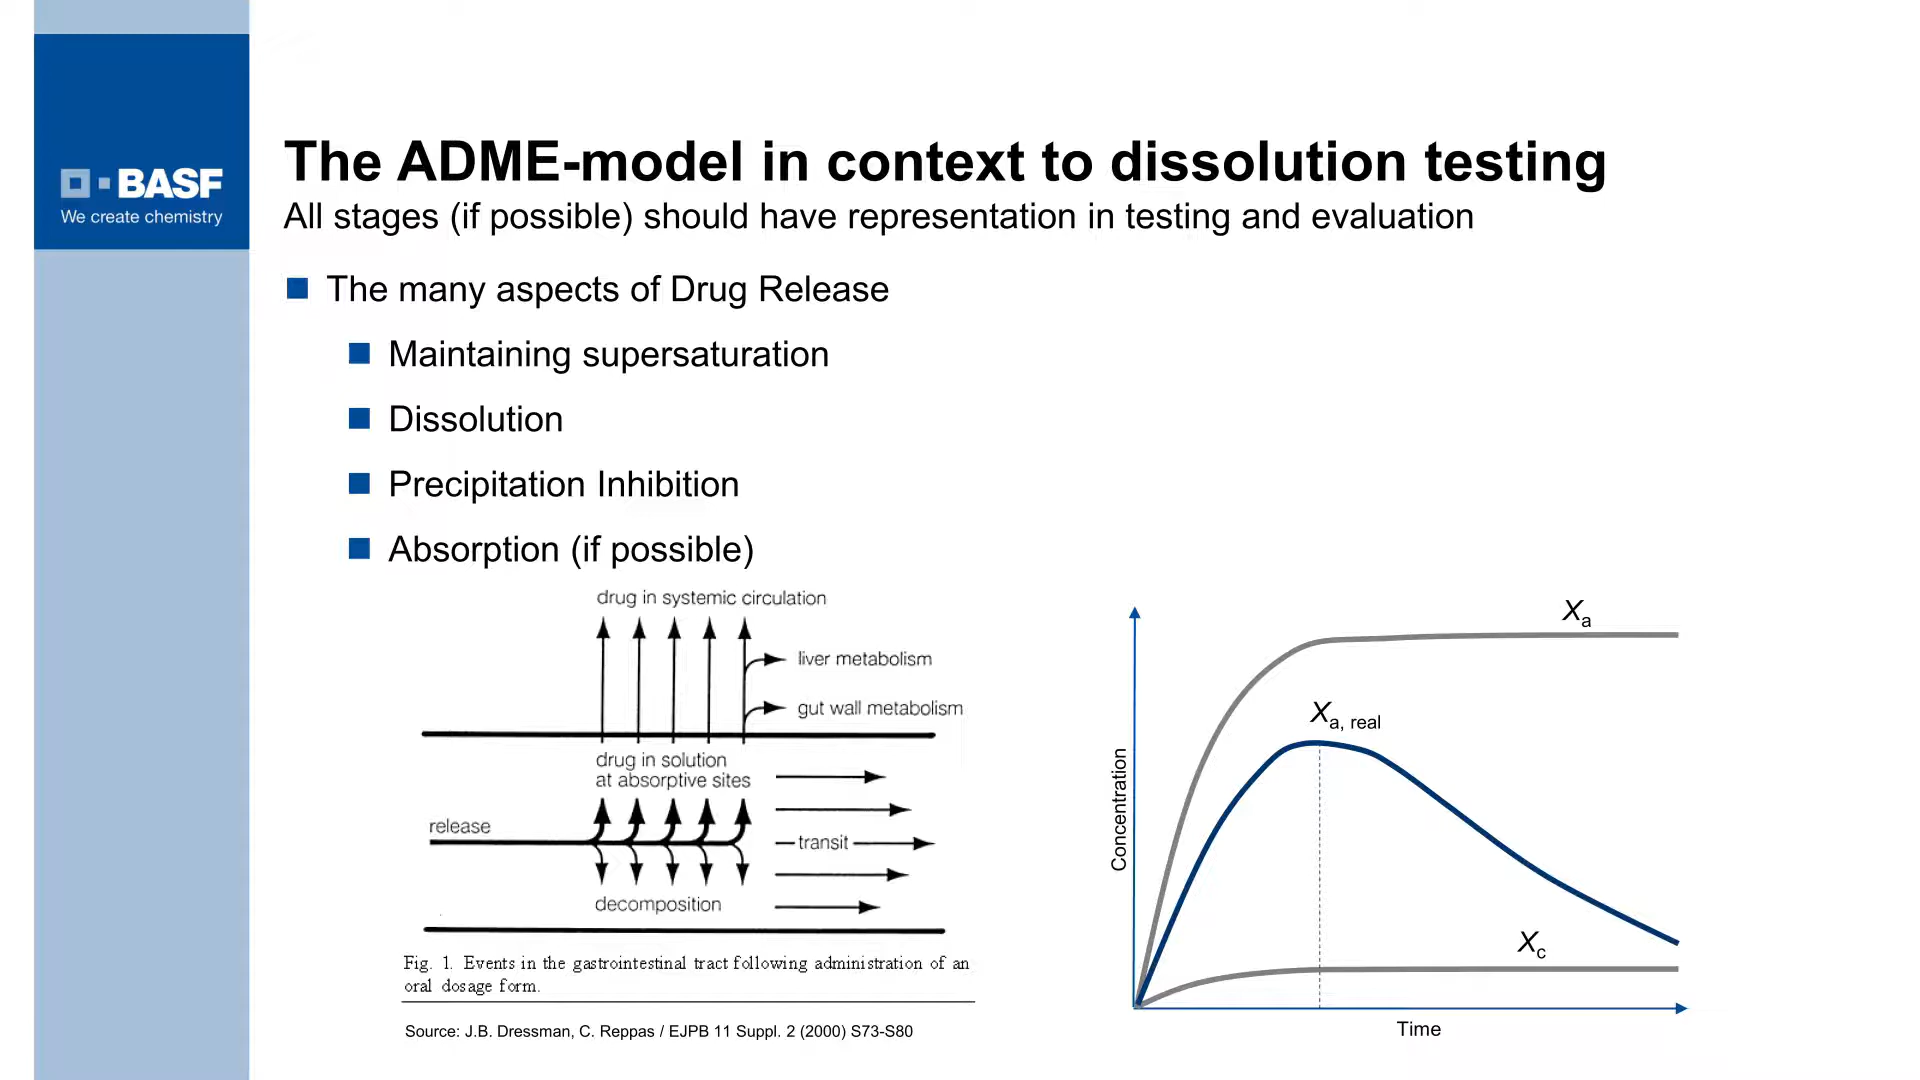 BASF
We create chemistry
The ADME-model in context to dissolution testing
All stages (if possible) should have representation in testing and evaluation
The many aspects of Drug Release
Maintaining supersaturation
Dissolution
Precipitation Inhibition
Absorption (if possible)
drug in systemic circulation
liver metabolism
gut wall metabolism
drug in solution
at absorptive sites
release
transit
decomposition
Fig. 1. Events in the gastrointestinal tract following administration of an
oral dosage form.
Source: J.B. Dressman, C. Reppas / EJPB 11 Suppl. 2 (2000) S73-S80
Xa
Xa, real
Concentration
Xc
Time